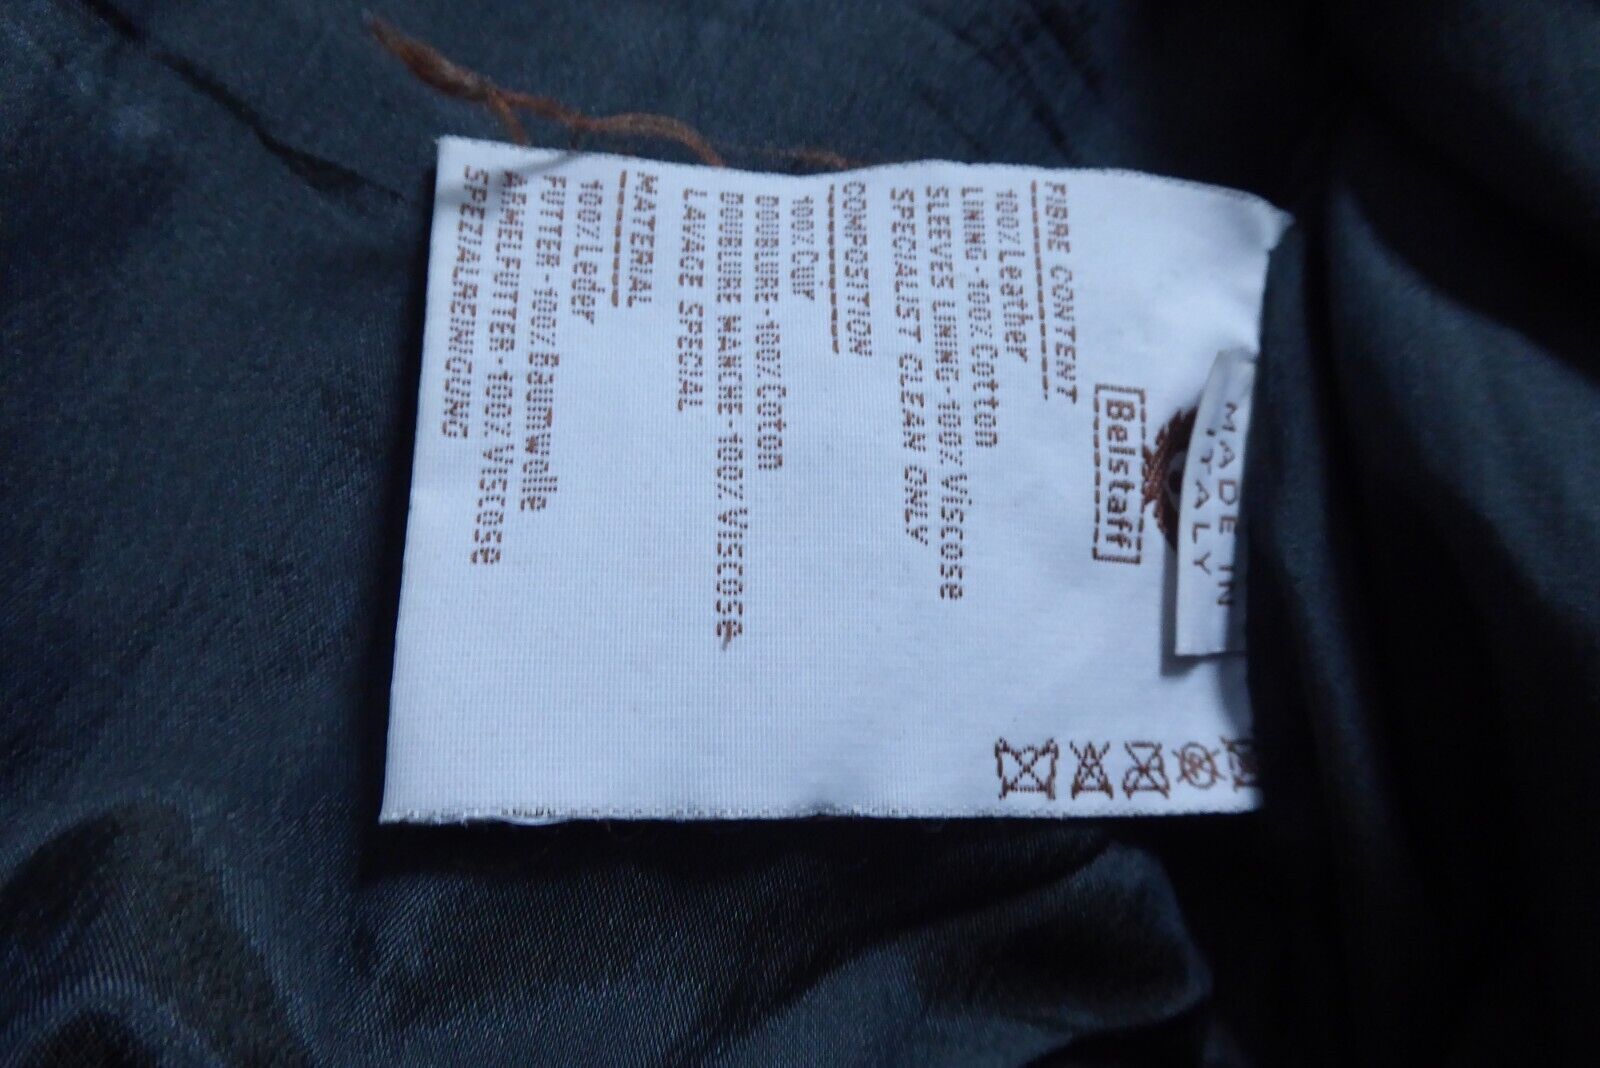 MADE IN
ITALY
Belstaff
FIBRE CONTENT
100% Leather
LINING-100% Cotton
SLEEVES LINING-100% Viscose
SPECIALIST CLEAN ONLY
COMPOSITION
100% Cuir
DOUBLURE-100% Coton
DOUBLURE MANCHE-100% Viscose
LAVAGE SPECIAL
MATERIAL
100% Leder
FUTTER-100% Baumwolle
ARMELFUTTER-100% Viscose
SPEZIALREINIGUNG